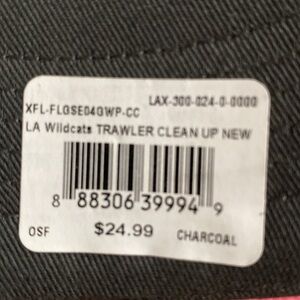 LAX-300-024-0-0000
XFL-FLGSE04GWP-CC
LA Wildcats TRAWLER CLEAN UP NEW
8 88306 39994 9
OSF $24.99 CHARCOAL